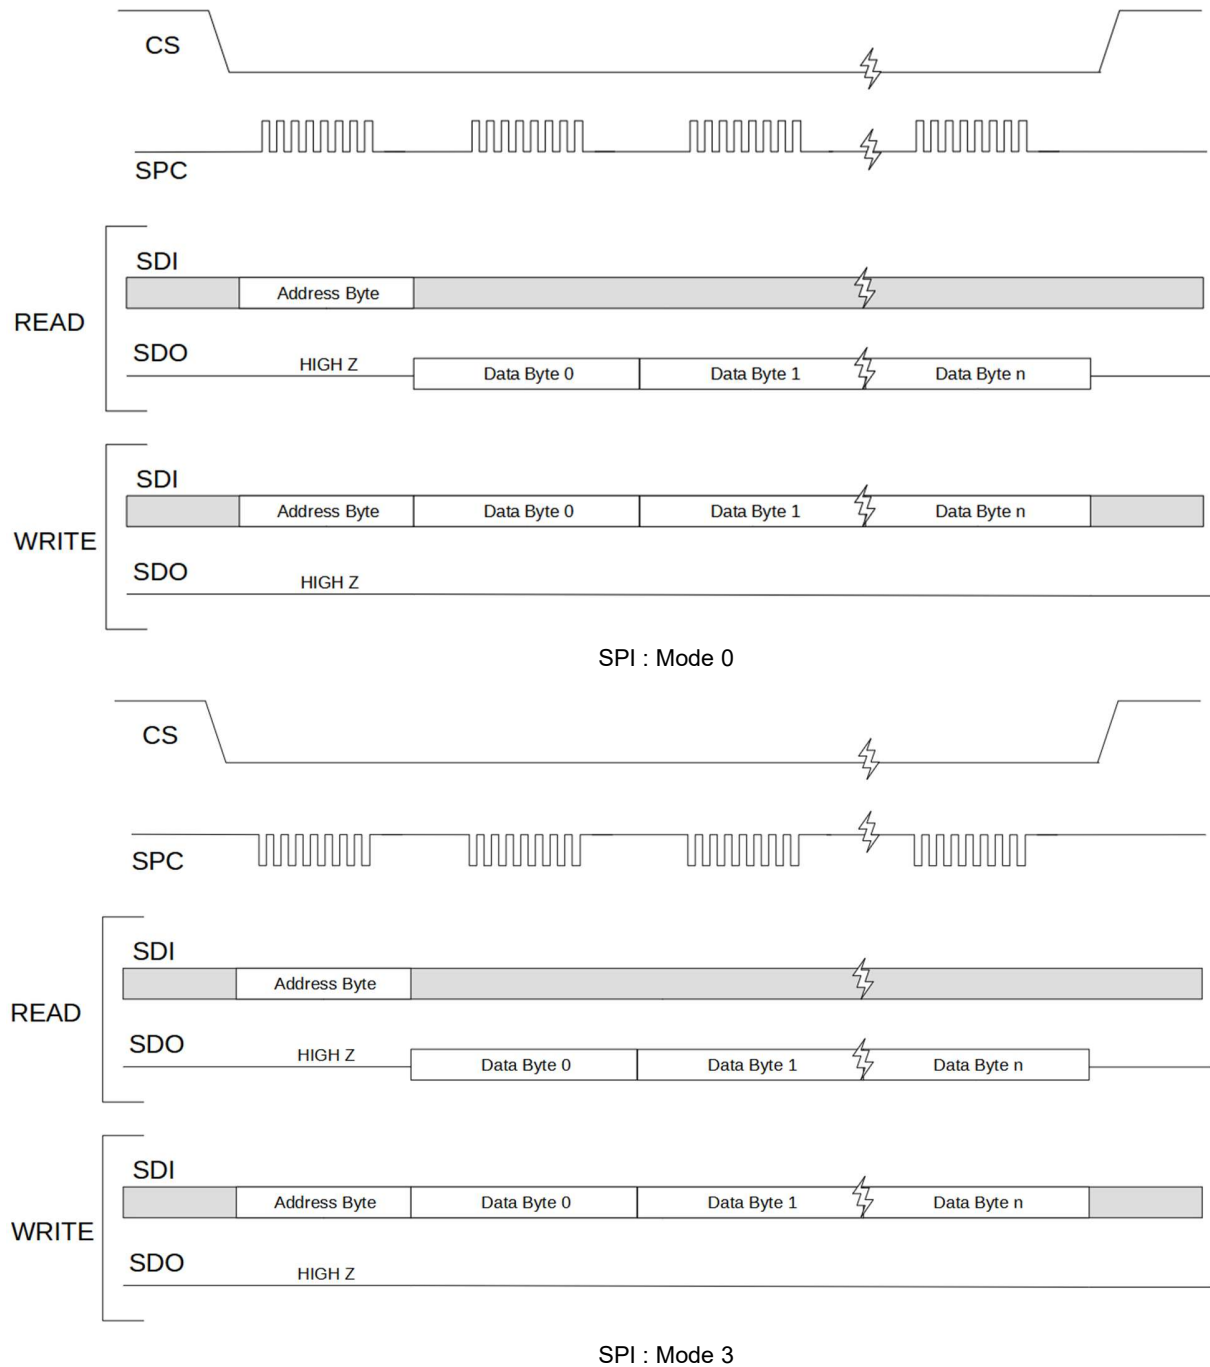 CS
SPC
SDI
Address Byte
READ
SDO
HIGH Z
Data Byte 0
Data Byte 1
Data Byte n
SDI
Address Byte
Data Byte 0
Data Byte 1
Data Byte n
WRITE
SDO
HIGH Z
SPI : Mode 0
CS
SPC
SDI
Address Byte
READ
SDO
HIGH Z
Data Byte 0
Data Byte 1
Data Byte n
SDI
Address Byte
Data Byte 0
Data Byte 1
Data Byte n
WRITE
SDO
HIGH Z
SPI : Mode 3